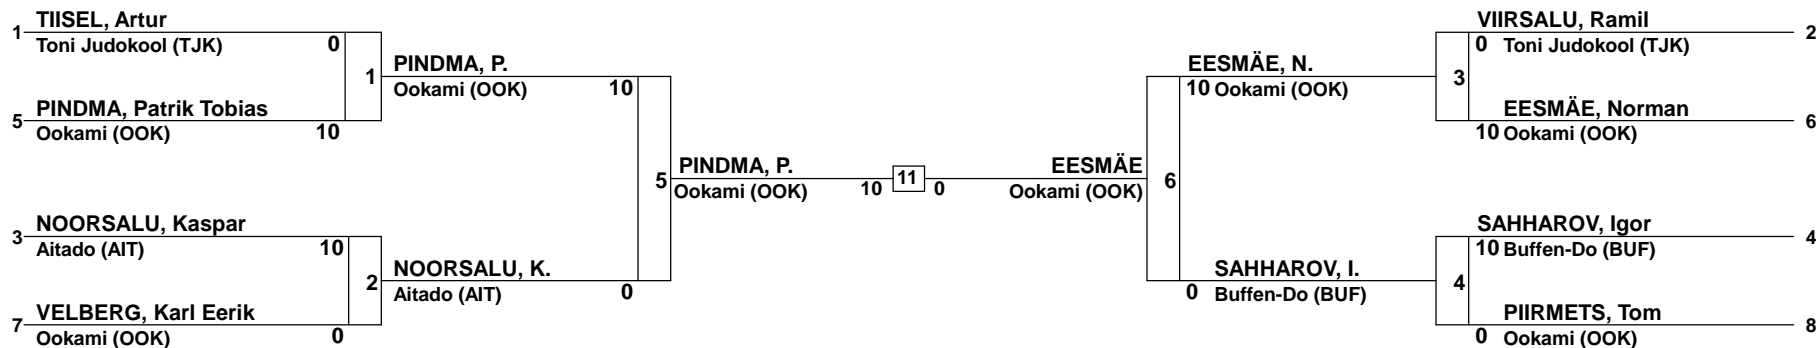 TIISEL, Artur
1
Toni Judokool (TJK) 0
1
PINDMA, Patrik Tobias
5
Ookami (OOK) 10
PINDMA, P.
Ookami (OOK) 10
NOORSALU, Kaspar
3
Aitado (AIT) 10
2
VELBERG, Karl Eerik
7
Ookami (OOK) 0
NOORSALU, K.
Aitado (AIT) 0
5
PINDMA, P.
Ookami (OOK) 10
11
EESMÄE
0 Ookami (OOK)
6
EESMÄE, N.
10 Ookami (OOK)
SAHHAROV, I.
0 Buffen-Do (BUF)
VIIRSALU, Ramil
2
0 Toni Judokool (TJK)
3
EESMÄE, Norman
6
10 Ookami (OOK)
SAHHAROV, Igor
4
10 Buffen-Do (BUF)
4
PIIRMETS, Tom
8
0 Ookami (OOK)